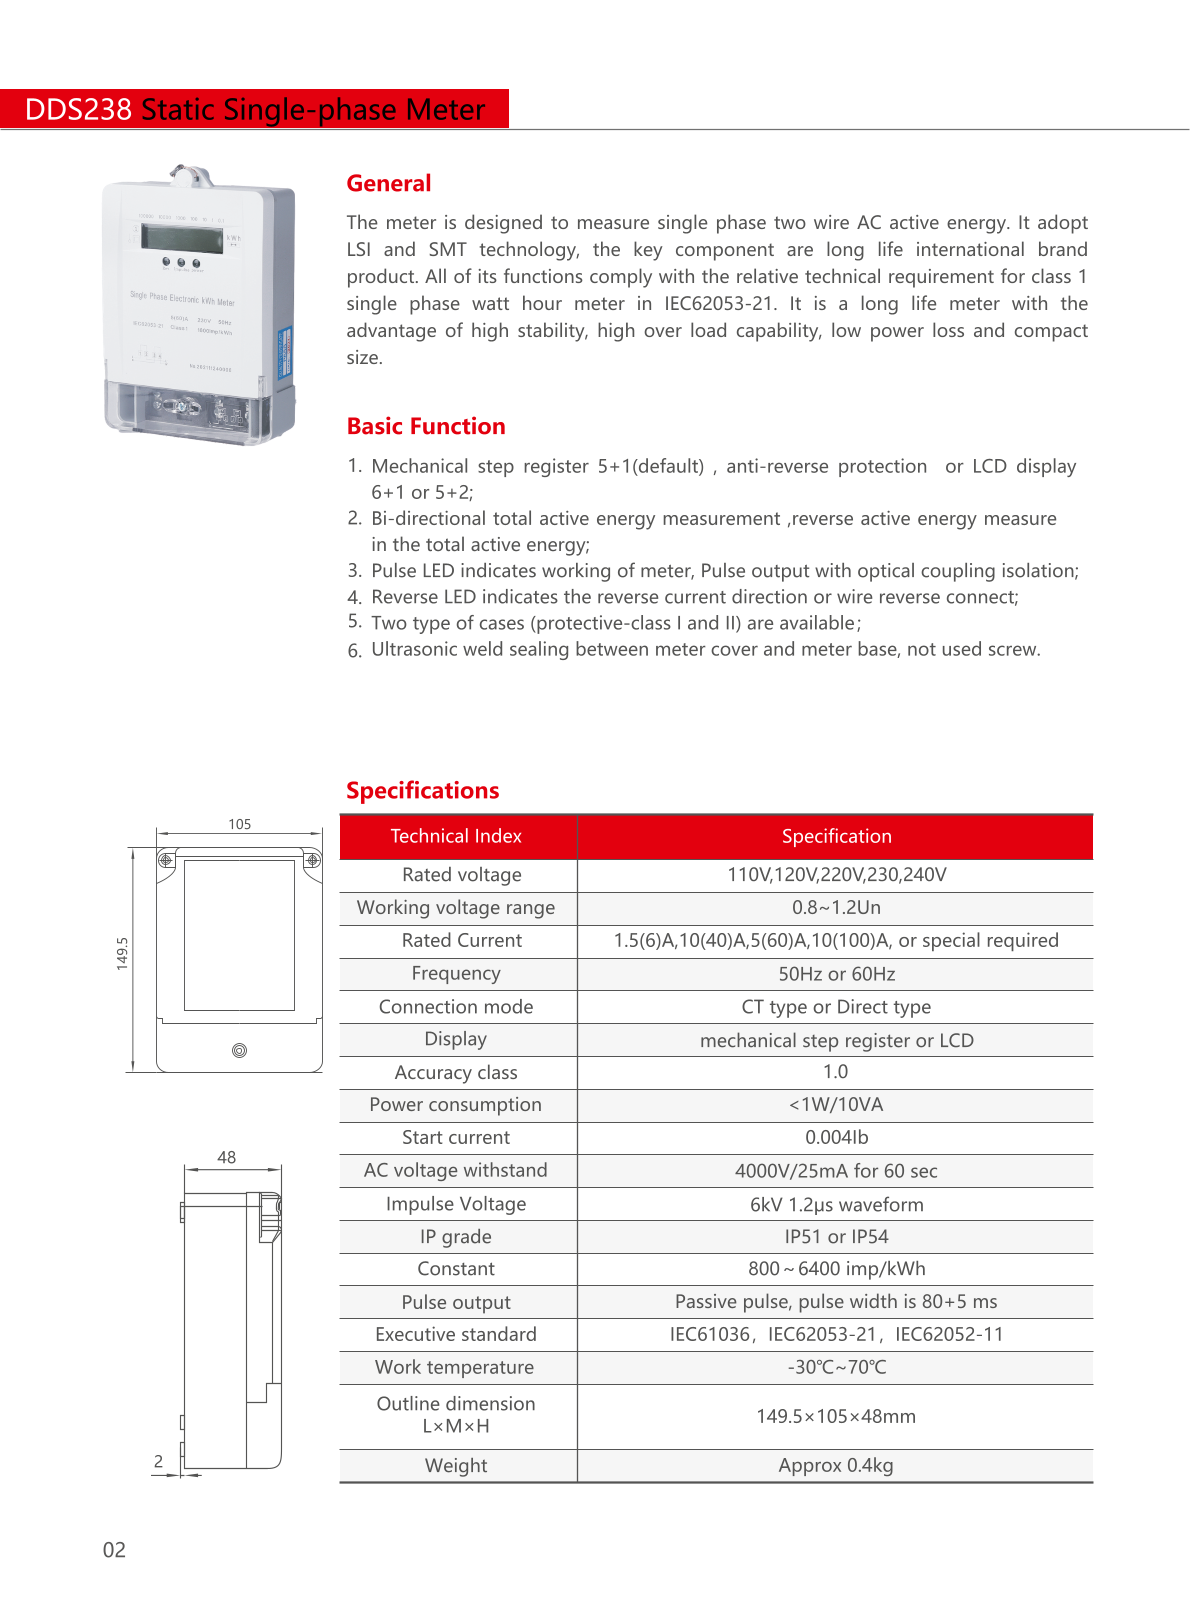 DDS238 Static Single-phase Meter
General
The meter is designed to measure single phase two wire AC active energy. It adopt
LSI and SMT technology, the key component are long life international brand
product. All of its functions comply with the relative technical requirement for class 1
single phase watt hour meter in IEC62053-21. It is a long life meter with the
advantage of high stability, high over load capability, low power loss and compact
size.
kWh
Single Phase Electronic kWh Meter
230V 50Hz
Basic Function
1. Mechanical step register 5+1(default) , anti-reverse protection or LCD display
6+1 or 5+2;
2. Bi-directional total active energy measurement ,reverse active energy measure
in the total active energy;
3. Pulse LED indicates working of meter, Pulse output with optical coupling isolation;
4. Reverse LED indicates the reverse current direction or wire reverse connect;
5. Two type of cases (protective-class I and II) are available;
6. Ultrasonic weld sealing between meter cover and meter base, not used screw.
Specifications
105
149.5
48
2
Technical Index Specification
Rated voltage 110V,120V,220V,230,240V
Working voltage range 0.8~1.2Un
Rated Current 1.5(6)A,10(40)A,5(60)A,10(100)A, or special required
Frequency 50Hz or 60Hz
Connection mode CT type or Direct type
Display mechanical step register or LCD
Accuracy class 1.0
Power consumption <1W/10VA
Start current 0.004Ib
AC voltage withstand 4000V/25mA for 60 sec
Impulse Voltage 6kV 1.2μs waveform
IP grade IP51 or IP54
Constant 800～6400 imp/kWh
Pulse output Passive pulse, pulse width is 80+5 ms
Executive standard IEC61036，IEC62053-21，IEC62052-11
Work temperature -30℃~70℃
Outline dimension
L×M×H 149.5×105×48mm
Weight Approx 0.4kg
02